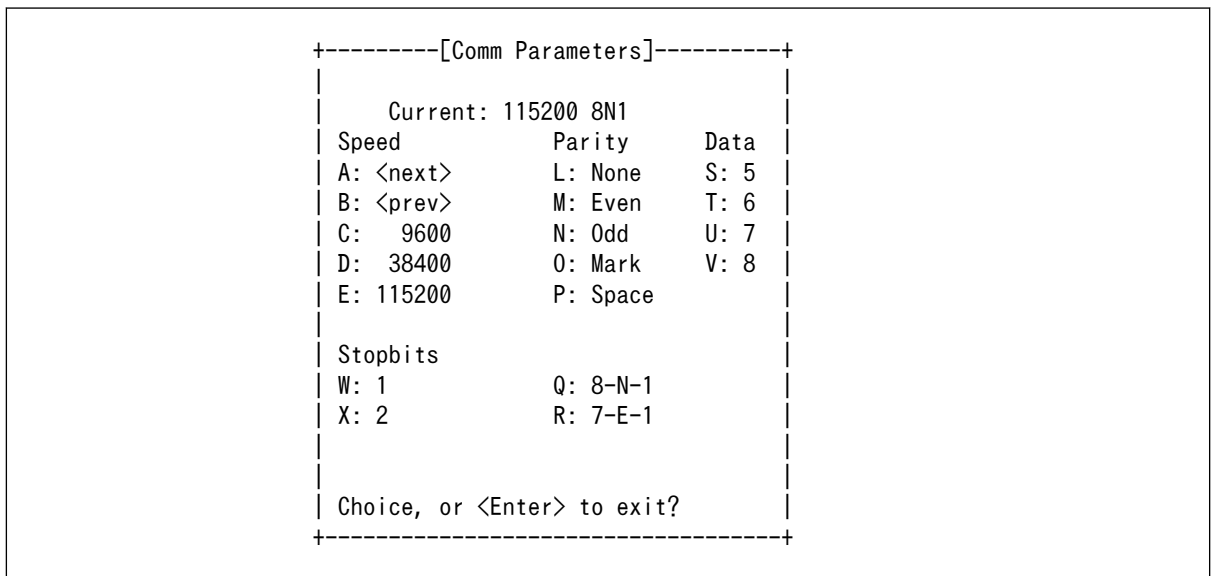 +---------[Comm Parameters]----------+
|                                    |
|     Current: 115200 8N1            |
| Speed            Parity      Data  |
| A: <next>        L: None     S: 5  |
| B: <prev>        M: Even     T: 6  |
| C:   9600        N: Odd      U: 7  |
| D:  38400        O: Mark     V: 8  |
| E: 115200        P: Space          |
|                                    |
| Stopbits                           |
| W: 1             Q: 8-N-1          |
| X: 2             R: 7-E-1          |
|                                    |
|                                    |
| Choice, or <Enter> to exit?        |
+------------------------------------+